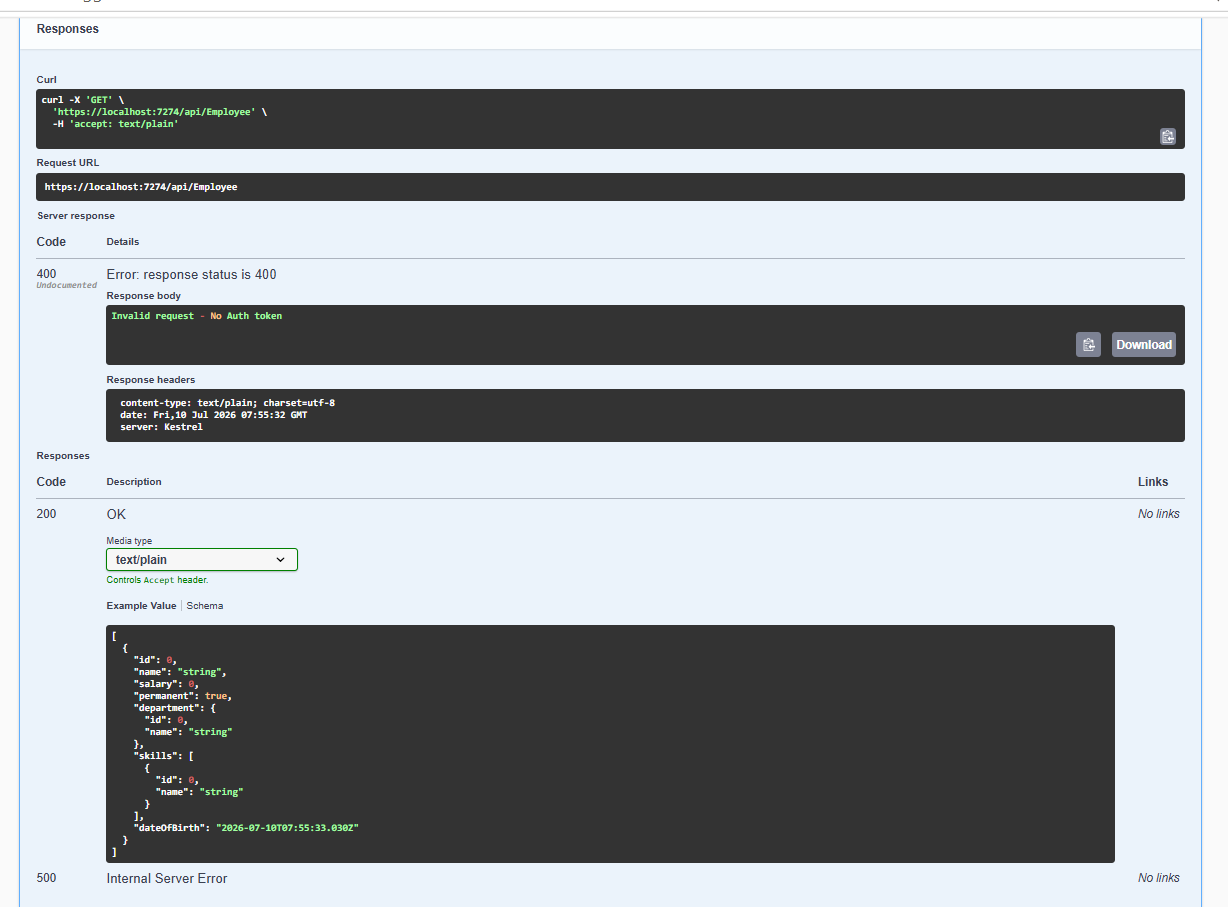 Responses
Curl
curl -X 'GET' \
  'https://localhost:7274/api/Employee' \
  -H 'accept: text/plain'
Request URL
https://localhost:7274/api/Employee
Server response
Code Details
400 Error: response status is 400
Undocumented
Response body
Invalid request - No Auth token
Download
Response headers
content-type: text/plain; charset=utf-8
date: Fri,10 Jul 2026 07:55:32 GMT
server: Kestrel
Responses
Code Description Links
200 OK No links
Media type
text/plain
Controls Accept header.
Example Value Schema
[
  {
    "id": 0,
    "name": "string",
    "salary": 0,
    "permanent": true,
    "department": {
      "id": 0,
      "name": "string"
    },
    "skills": [
      {
        "id": 0,
        "name": "string"
      }
    ],
    "dateOfBirth": "2026-07-10T07:55:33.030Z"
  }
]
500 Internal Server Error No links